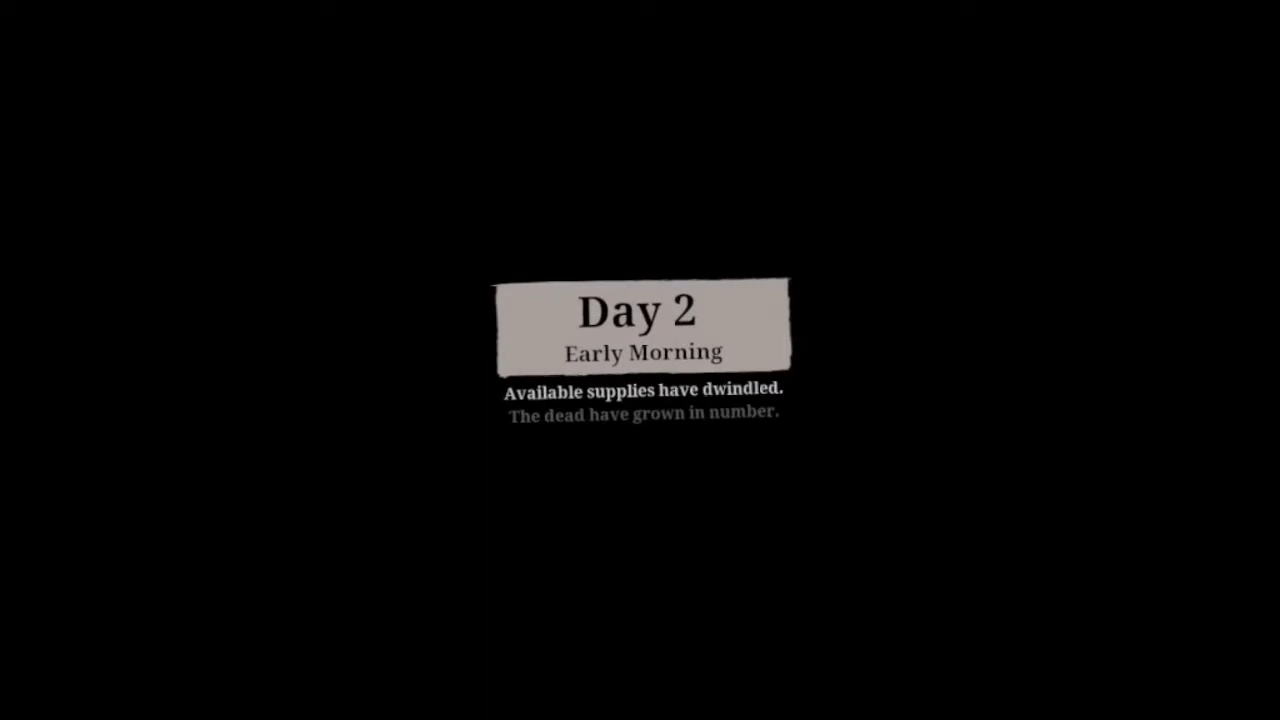 Day 2
Early Morning
Available supplies have dwindled.
The dead have grown in number.